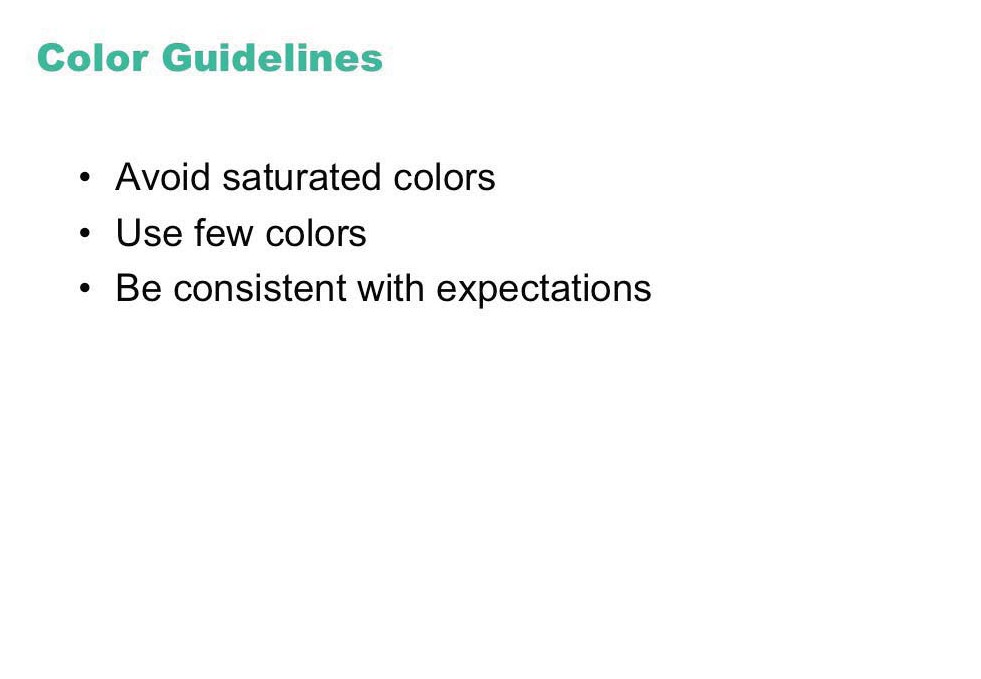 Color Guidelines
• Avoid saturated colors
• Use few colors
• Be consistent with expectations